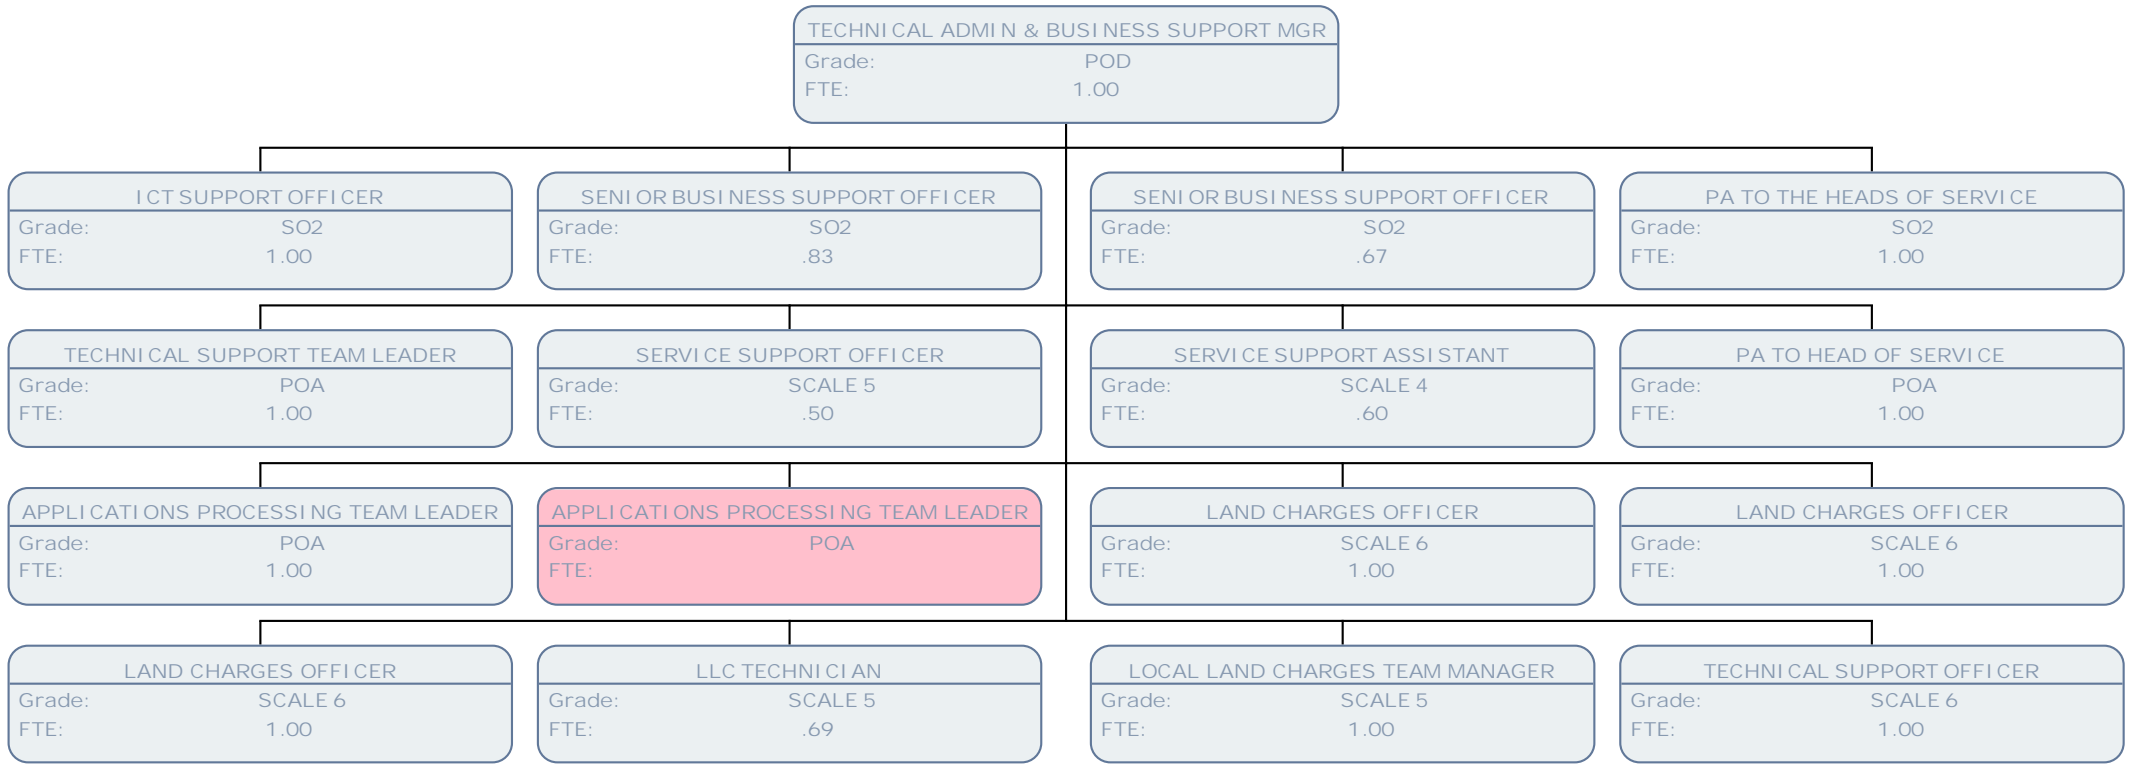 TECHNICAL ADMIN & BUSINESS SUPPORT MGR
Grade: POD
FTE: 1.00
ICT SUPPORT OFFICER
Grade: SO2
FTE: 1.00
SENIOR BUSINESS SUPPORT OFFICER
Grade: SO2
FTE: .83
SENIOR BUSINESS SUPPORT OFFICER
Grade: SO2
FTE: .67
PA TO THE HEADS OF SERVICE
Grade: SO2
FTE: 1.00
TECHNICAL SUPPORT TEAM LEADER
Grade: POA
FTE: 1.00
SERVICE SUPPORT OFFICER
Grade: SCALE 5
FTE: .50
SERVICE SUPPORT ASSISTANT
Grade: SCALE 4
FTE: .60
PA TO HEAD OF SERVICE
Grade: POA
FTE: 1.00
APPLICATIONS PROCESSING TEAM LEADER
Grade: POA
FTE: 1.00
APPLICATIONS PROCESSING TEAM LEADER
Grade: POA
FTE:
LAND CHARGES OFFICER
Grade: SCALE 6
FTE: 1.00
LAND CHARGES OFFICER
Grade: SCALE 6
FTE: 1.00
LAND CHARGES OFFICER
Grade: SCALE 6
FTE: 1.00
LLC TECHNICIAN
Grade: SCALE 5
FTE: .69
LOCAL LAND CHARGES TEAM MANAGER
Grade: SCALE 5
FTE: 1.00
TECHNICAL SUPPORT OFFICER
Grade: SCALE 6
FTE: 1.00